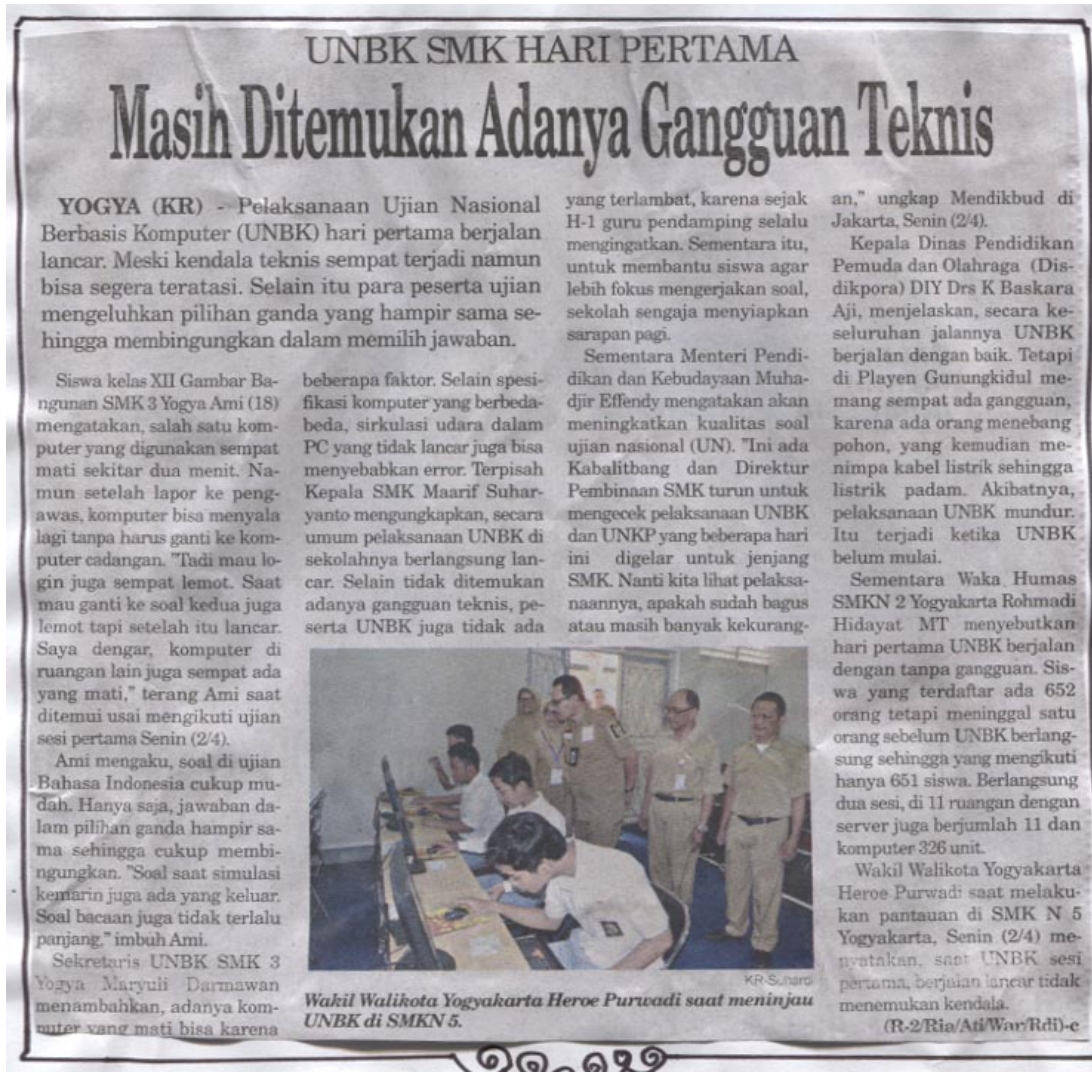 UNBK SMK HARI PERTAMA
Masih Ditemukan Adanya Gangguan Teknis
YOGYA (KR) - Pelaksanaan Ujian Nasional
Berbasis Komputer (UNBK) hari pertama berjalan
lancar. Meski kendala teknis sempat terjadi namun
bisa segera teratasi. Selain itu para peserta ujian
mengeluhkan pilihan ganda yang hampir sama se-
hingga membingungkan dalam memilih jawaban.
Siswa kelas XII Gambar Ba-
ngunan SMK 3 Yogya Ami (18)
mengatakan, salah satu kom-
puter yang digunakan sempat
mati sekitar dua menit. Na-
mun setelah lapor ke peng-
awas, komputer bisa menyala
lagi tanpa harus ganti ke kom-
puter cadangan. "Tadi mau lo-
gin juga sempat lemot. Saat
mau ganti ke soal kedua juga
lemot tapi setelah itu lancar.
Saya dengar, komputer di
ruangan lain juga sempat ada
yang mati," terang Ami saat
ditemui usai mengikuti ujian
sesi pertama Senin (2/4).
Ami mengaku, soal di ujian
Bahasa Indonesia cukup mu-
dah. Hanya saja, jawaban da-
lam pilihan ganda hampir sa-
ma sehingga cukup membi-
ngungkan. "Soal saat simulasi
kemarin juga ada yang keluar.
Soal bacaan juga tidak terlalu
panjang," imbuh Ami.
Sekretaris UNBK SMK 3
Yogya Maryuli Darmawan
menambahkan, adanya kom-
puter yang mati bisa karena
beberapa faktor. Selain spesi-
fikasi komputer yang berbeda-
beda, sirkulasi udara dalam
PC yang tidak lancar juga bisa
menyebabkan error. Terpisah
Kepala SMK Maarif Suhar-
yanto mengungkapkan, secara
umum pelaksanaan UNBK di
sekolahnya berlangsung lan-
car. Selain tidak ditemukan
adanya gangguan teknis, pe-
serta UNBK juga tidak ada
yang terlambat, karena sejak
H-1 guru pendamping selalu
mengingatkan. Sementara itu,
untuk membantu siswa agar
lebih fokus mengerjakan soal,
sekolah sengaja menyiapkan
sarapan pagi.
Sementara Menteri Pendi-
dikan dan Kebudayaan Muha-
djir Effendy mengatakan akan
meningkatkan kualitas soal
ujian nasional (UN). "Ini ada
Kabalitbang dan Direktur
Pembinaan SMK turun untuk
mengecek pelaksanaan UNBK
dan UNKP yang beberapa hari
ini digelar untuk jenjang
SMK. Nanti kita lihat pelaksa-
naannya, apakah sudah bagus
atau masih banyak kekurang-
an," ungkap Mendikbud di
Jakarta, Senin (2/4).
Kepala Dinas Pendidikan
Pemuda dan Olahraga (Dis-
dikpora) DIY Drs K Baskara
Aji, menjelaskan, secara ke-
seluruhan jalannya UNBK
berjalan dengan baik. Tetapi
di Playen Gunungkidul me-
mang sempat ada gangguan,
karena ada orang menebang
pohon, yang kemudian me-
nimpa kabel listrik sehingga
listrik padam. Akibatnya,
pelaksanaan UNBK mundur.
Itu terjadi ketika UNBK
belum mulai.
Sementara Waka Humas
SMKN 2 Yogyakarta Rohmadi
Hidayat MT menyebutkan
hari pertama UNBK berjalan
dengan tanpa gangguan. Sis-
wa yang terdaftar ada 652
orang tetapi meninggal satu
orang sebelum UNBK berlang-
sung sehingga yang mengikuti
hanya 651 siswa. Berlangsung
dua sesi, di 11 ruangan dengan
server juga berjumlah 11 dan
komputer 326 unit.
Wakil Walikota Yogyakarta
Heroe Purwadi saat melaku-
kan pantauan di SMK N 5
Yogyakarta, Senin (2/4) me-
nyatakan, saat UNBK sesi
pertama, berjalan lancar tidak
menemukan kendala.
(R-2/Ria/Ati/War/Rdi)-c
KR-Suharo
Wakil Walikota Yogyakarta Heroe Purwadi saat meninjau
UNBK di SMKN 5.